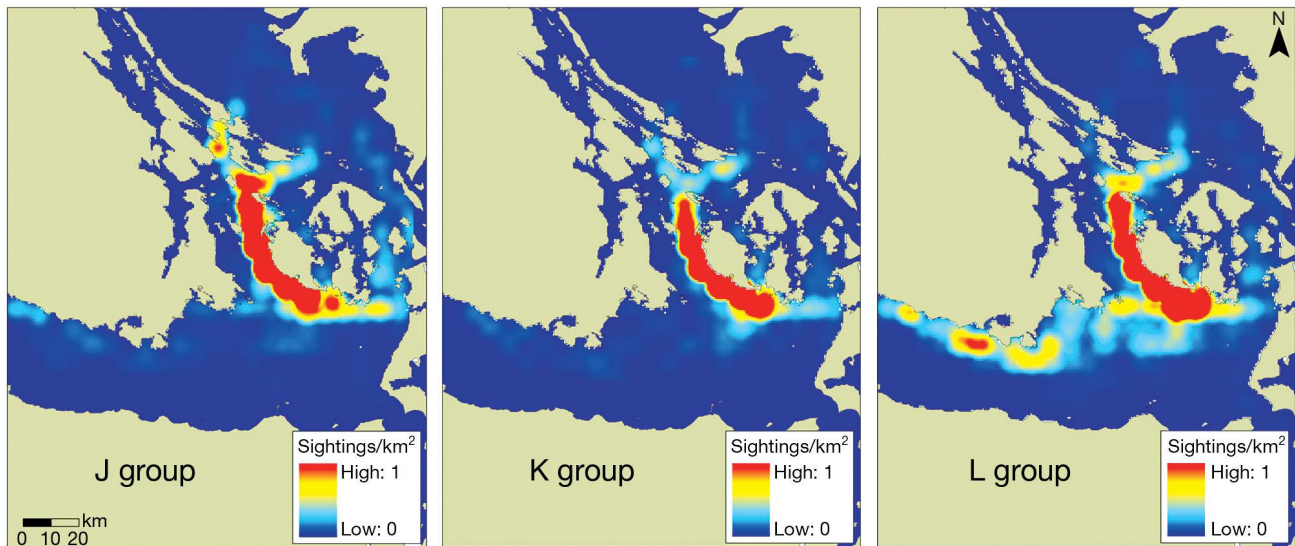 N
Sightings/km²
High: 1
Low: 0
J group
km
0 10 20
Sightings/km²
High: 1
Low: 0
K group
Sightings/km²
High: 1
Low: 0
L group